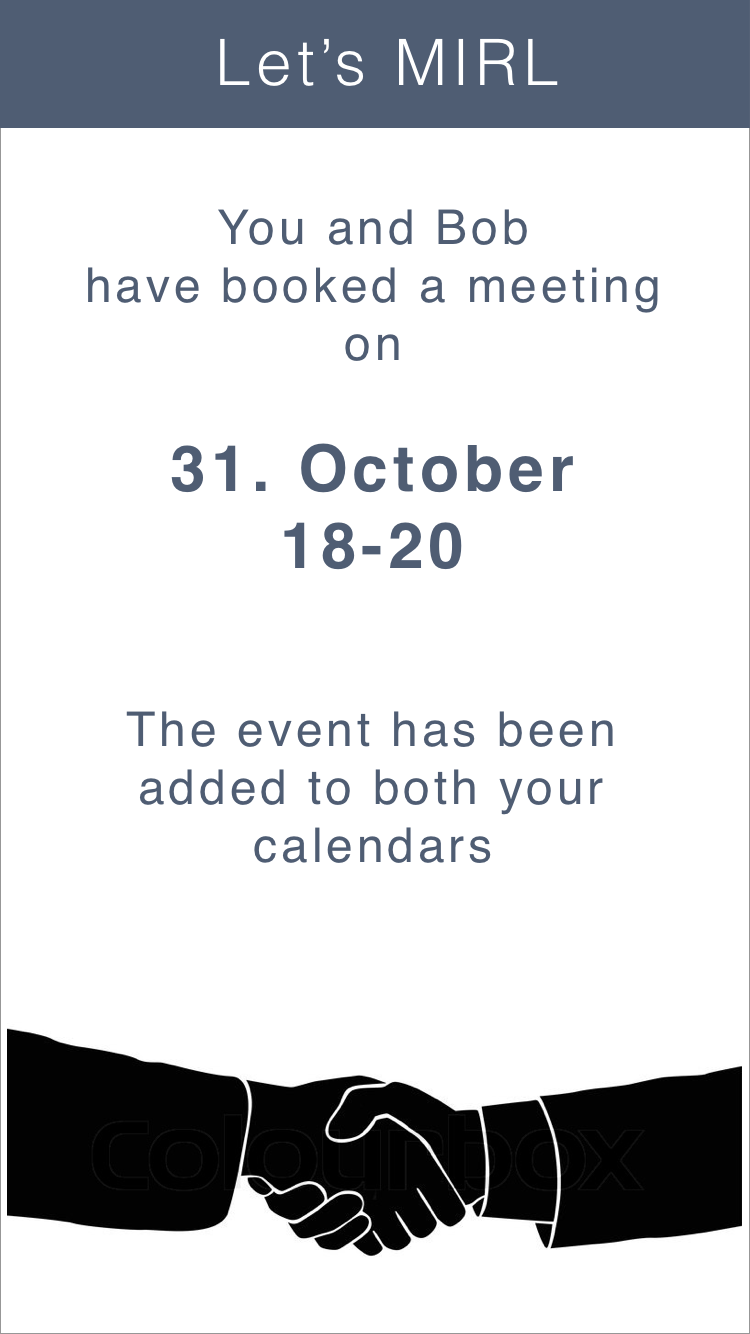 Let’s MIRL
You and Bob
have booked a meeting
on
31. October
18-20
The event has been
added to both your
calendars
Colourbox